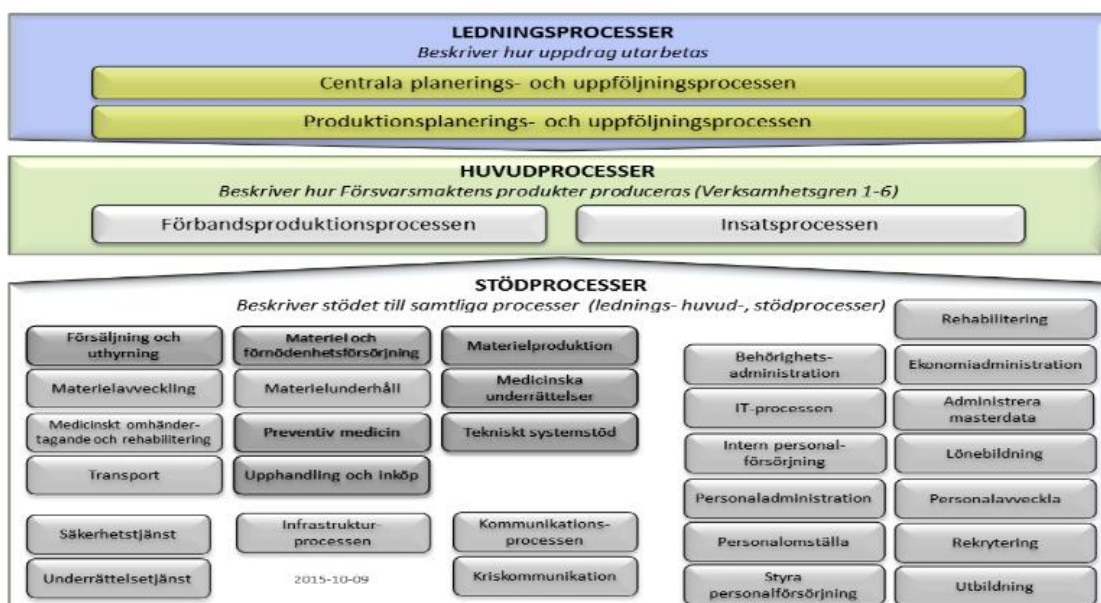 LEDNINGSPROCESSER
Beskriver hur uppdrag utarbetas
Centrala planerings- och uppföljningsprocessen
Produktionsplanerings- och uppföljningsprocessen
HUVUDPROCESSER
Beskriver hur Försvarsmaktens produkter produceras (Verksamhetsgren 1-6)
Förbandsproduktionsprocessen
Insatsprocessen
STÖDPROCESSER
Beskriver stödet till samtliga processer (lednings- huvud-, stödprocesser)
Försäljning och
uthyrning
Materiel och
förnödenhetsförsörjning
Materielproduktion
Materielavveckling
Materielunderhåll
Medicinska
underrättelser
Medicinskt omhänder-
tagande och rehabilitering
Preventiv medicin
Tekniskt systemstöd
Transport
Upphandling och inköp
Säkerhetstjänst
Infrastruktur-
processen
Kommunikations-
processen
Underrättelsetjänst
2015-10-09
Kriskommunikation
Rehabilitering
Behörighets-
administration
Ekonomiadministration
IT-processen
Administrera
masterdata
Intern personal-
försörjning
Lönebildning
Personaladministration
Personalavveckla
Personalomställa
Rekrytering
Styra
personalförsörjning
Utbildning